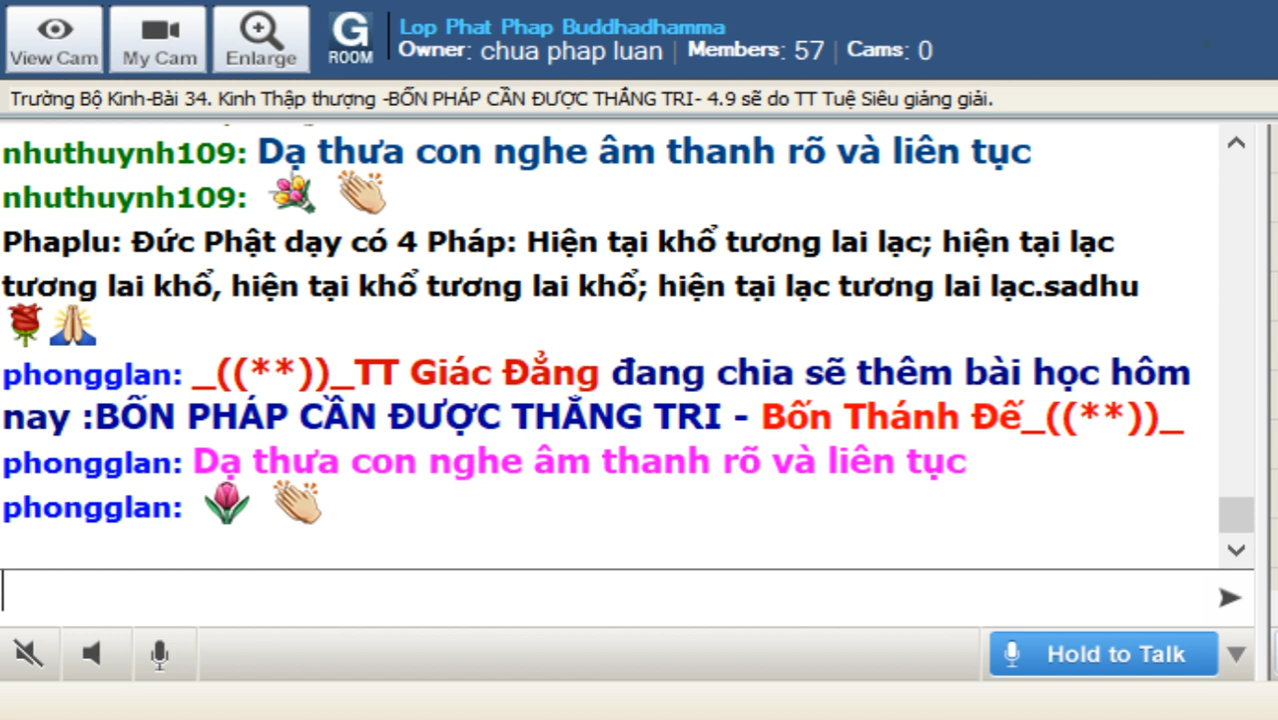 View Cam
My Cam
Enlarge
G
ROOM
Lop Phat Phap Buddhadhamma
Owner: chua phap luan | Members: 57 | Cams: 0
Trường Bộ Kinh-Bài 34. Kinh Thập thượng -BỐN PHÁP CẦN ĐƯỢC THẮNG TRI- 4.9 sẽ do TT Tuệ Siêu giảng giải.
nhuthuynh109: Dạ thưa con nghe âm thanh rõ và liên tục
nhuthuynh109:
Phaplu: Đức Phật dạy có 4 Pháp: Hiện tại khổ tương lai lạc; hiện tại lạc
tương lai khổ, hiện tại khổ tương lai khổ; hiện tại lạc tương lai lạc.sadhu
phongglan: _((**))_TT Giác Đẳng đang chia sẽ thêm bài học hôm
nay :BỐN PHÁP CẦN ĐƯỢC THẮNG TRI - Bốn Thánh Đế_((**))_
phongglan: Dạ thưa con nghe âm thanh rõ và liên tục
phongglan:
Hold to Talk